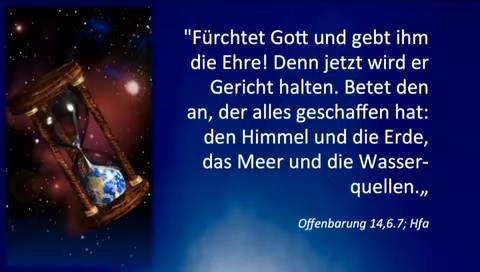 "Fürchtet Gott und gebt ihm
die Ehre! Denn jetzt wird er
Gericht halten. Betet den
an, der alles geschaffen hat:
den Himmel und die Erde,
das Meer und die Wasser-
quellen.„
Offenbarung 14,6.7; Hfa